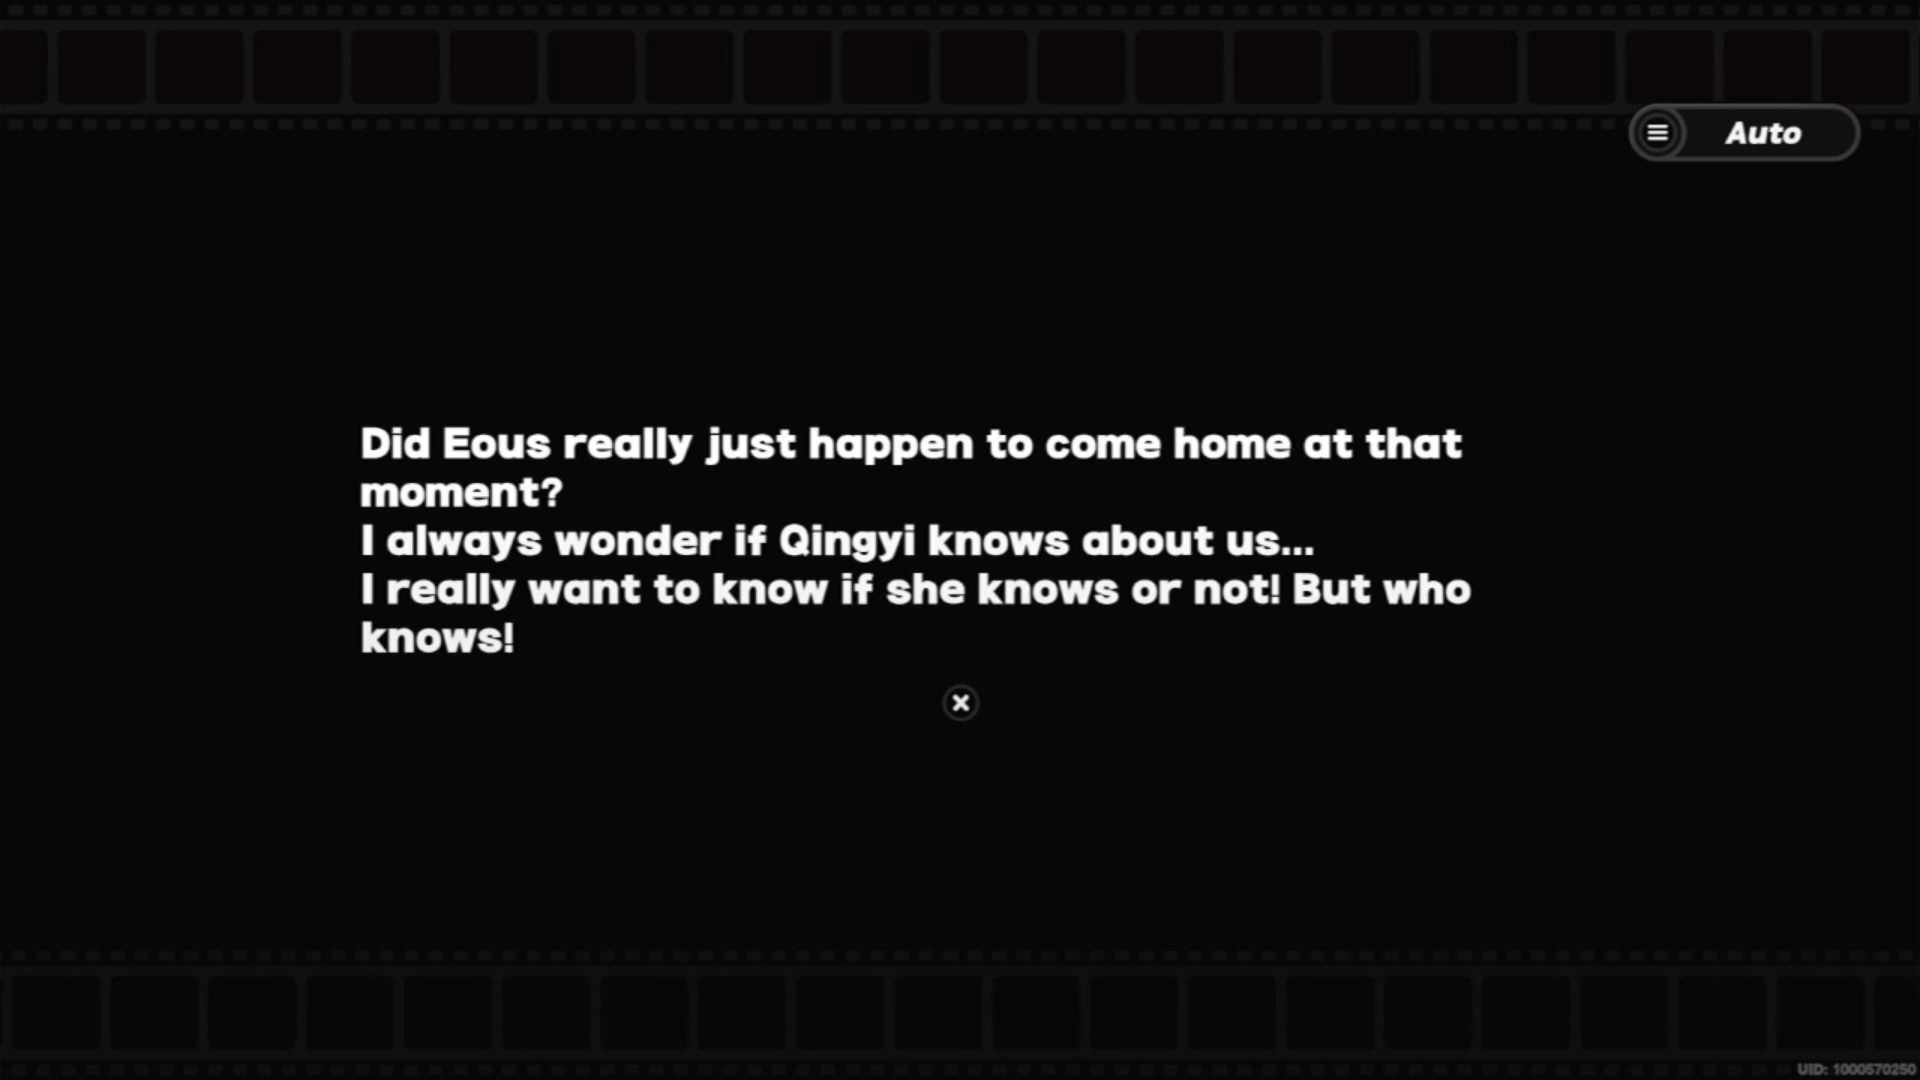 Auto
Did Eous really just happen to come home at that
moment?
I always wonder if Qingyi knows about us...
I really want to know if she knows or not! But who
knows!
UID: 1000570250